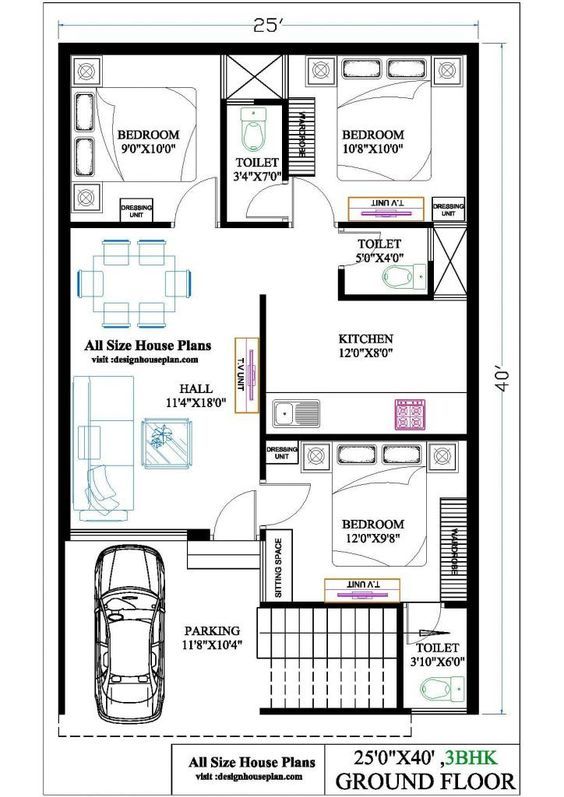 25'
BEDROOM
9'0"X10'0"
TOILET
3'4"X7'0"
WARDROBE
BEDROOM
10'8"X10'0"
DRESSING
UNIT
T.V UNIT
DRESSING
UNIT
TOILET
5'0"X4'0"
All Size House Plans
visit :designhouseplan.com
KITCHEN
12'0"X8'0"
T.V UNIT
HALL
11'4"X18'0"
40'
DRESSING
UNIT
BEDROOM
12'0"X9'8"
WARDROBE
SITTING SPACE
T.V UNIT
PARKING
11'8"X10'4"
TOILET
3'10"X6'0"
All Size House Plans
visit :designhouseplan.com
25'0"X40' ,3BHK
GROUND FLOOR